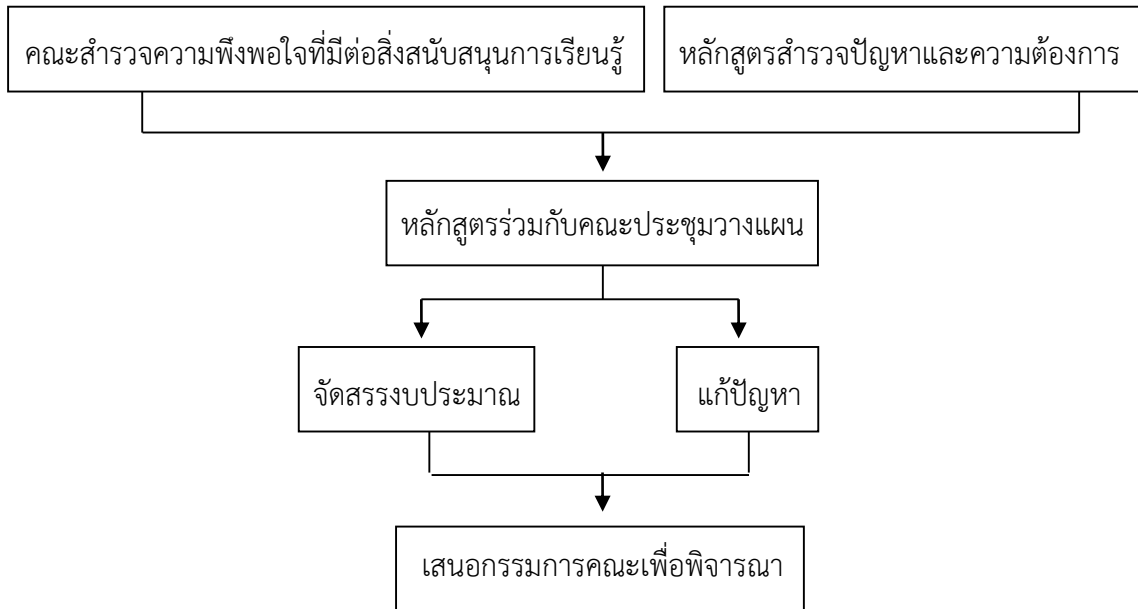 คณะสำรวจความพึงพอใจที่มีต่อสิ่งสนับสนุนการเรียนรู้
หลักสูตรสำรวจปัญหาและความต้องการ
หลักสูตรร่วมกับคณะประชุมวางแผน
จัดสรรงบประมาณ
แก้ปัญหา
เสนอกรรมการคณะเพื่อพิจารณา